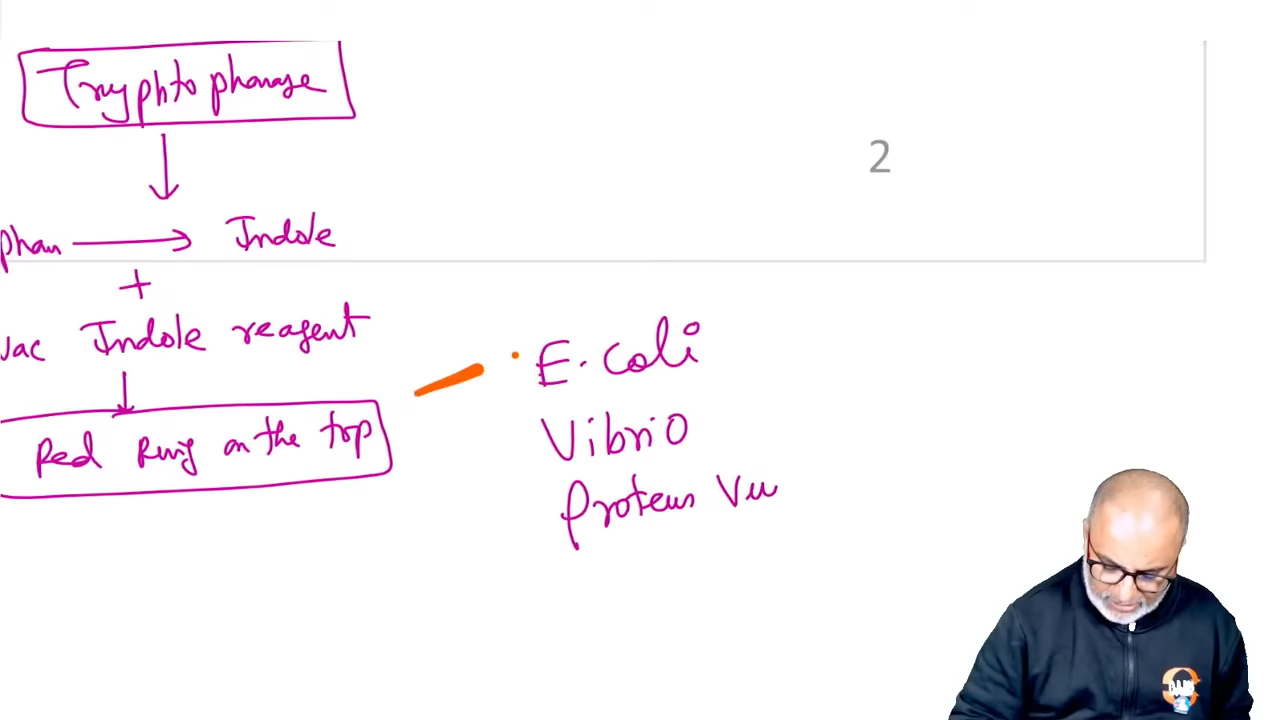 Tryphtophanase
2
phan → Indole
+
vac Indole reagent
↓
Red Ring on the top
E. coli
Vibrio
Proteus Vu